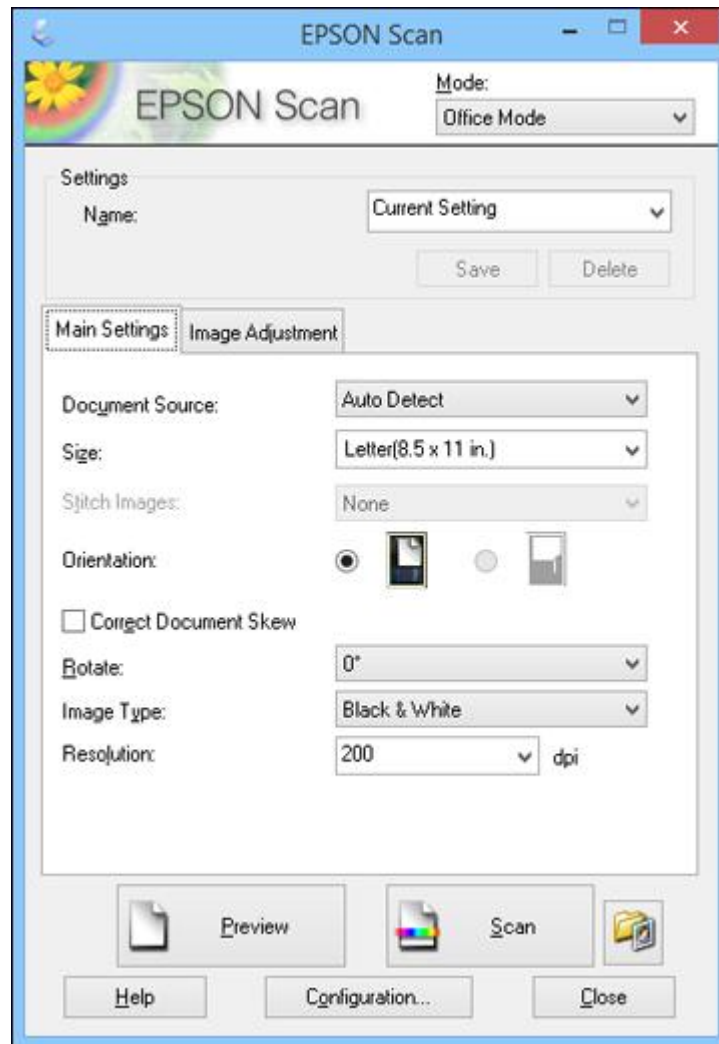 EPSON Scan
EPSON Scan
Mode:
Office Mode
Settings
Name: Current Setting
Save Delete
Main Settings Image Adjustment
Document Source: Auto Detect
Size: Letter(8.5 x 11 in.)
Stitch Images: None
Orientation:
Correct Document Skew
Rotate: 0°
Image Type: Black & White
Resolution: 200 dpi
Preview Scan
Help Configuration... Close